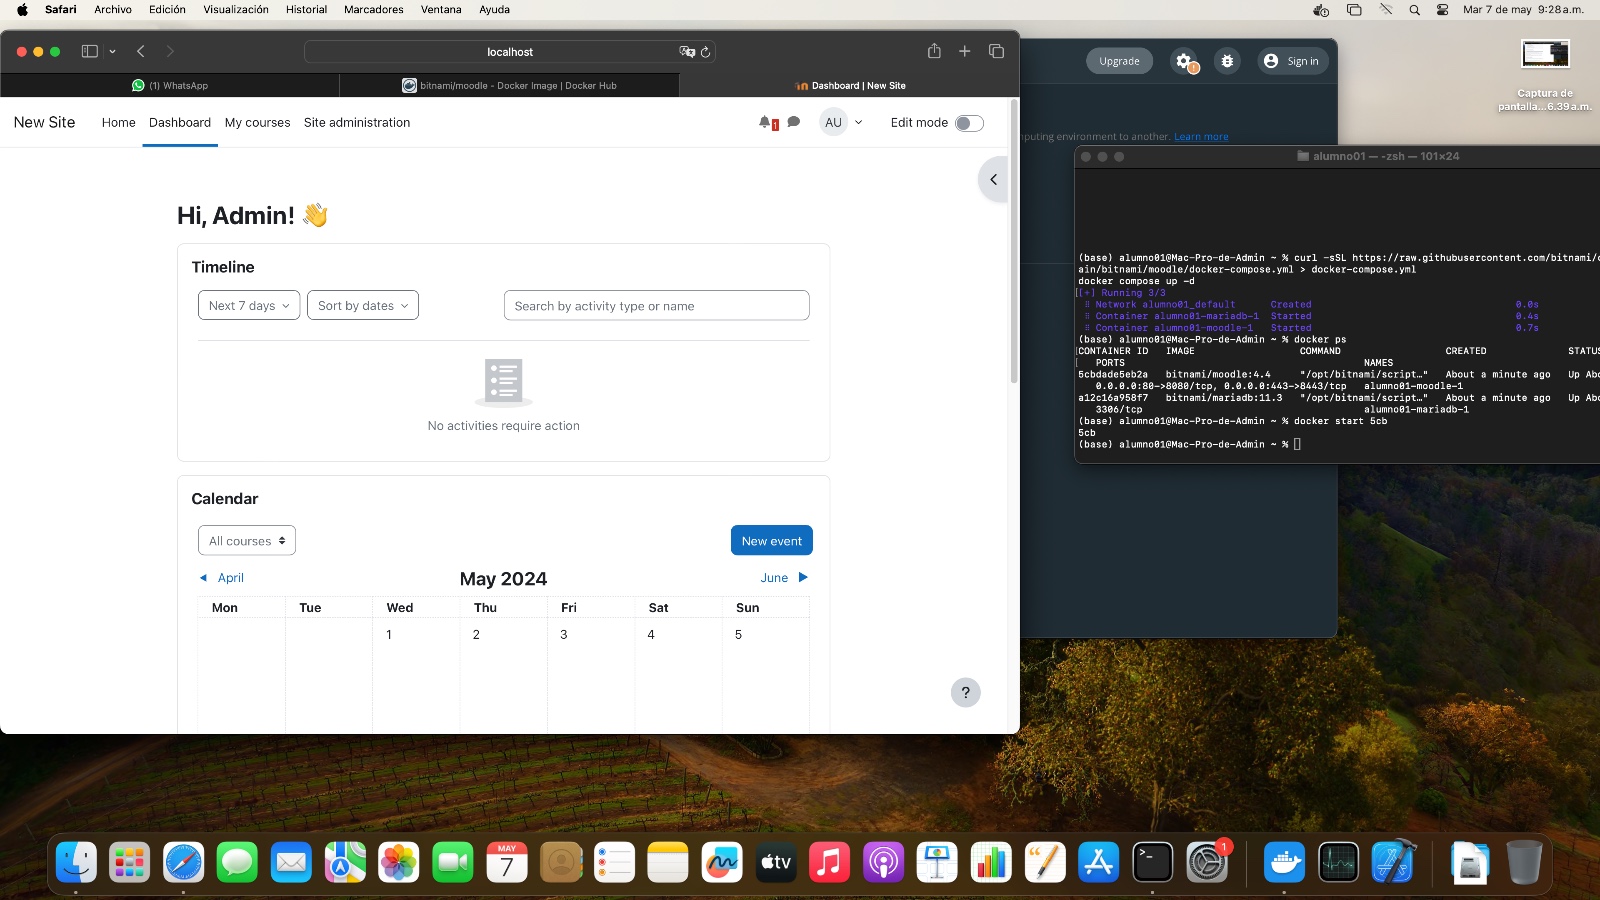 Safari Archivo Edición Visualización Historial Marcadores Ventana Ayuda
Mar 7 de may 9:28 a.m.
localhost
(1) WhatsApp
bitnami/moodle - Docker Image | Docker Hub
Dashboard | New Site
New Site Home Dashboard My courses Site administration
1
AU
Edit mode
Hi, Admin! 👋
Timeline
Next 7 days
Sort by dates
Search by activity type or name
No activities require action
Calendar
All courses
New event
◄ April
May 2024
June ►
Mon Tue Wed Thu Fri Sat Sun
1 2 3 4 5
?
Upgrade
Sign in
puting environment to another. Learn more
Captura de
pantalla...6.39 a.m.
alumno01 — -zsh — 101×24
(base) alumno01@Mac-Pro-de-Admin ~ % curl -sSL https://raw.githubusercontent.com/bitnami/c
ain/bitnami/moodle/docker-compose.yml > docker-compose.yml
docker compose up -d
[+] Running 3/3
⠿ Network alumno01_default Created 0.0s
⠿ Container alumno01-mariadb-1 Started 0.4s
⠿ Container alumno01-moodle-1 Started 0.7s
(base) alumno01@Mac-Pro-de-Admin ~ % docker ps
CONTAINER ID IMAGE COMMAND CREATED STATUS
PORTS NAMES
5cbdade5eb2a bitnami/moodle:4.4 "/opt/bitnami/script…" About a minute ago Up Abo
0.0.0.0:80->8080/tcp, 0.0.0.0:443->8443/tcp alumno01-moodle-1
a12c16a958f7 bitnami/mariadb:11.3 "/opt/bitnami/script…" About a minute ago Up Abo
3306/tcp alumno01-mariadb-1
(base) alumno01@Mac-Pro-de-Admin ~ % docker start 5cb
5cb
(base) alumno01@Mac-Pro-de-Admin ~ %
MAY
7
tv
1